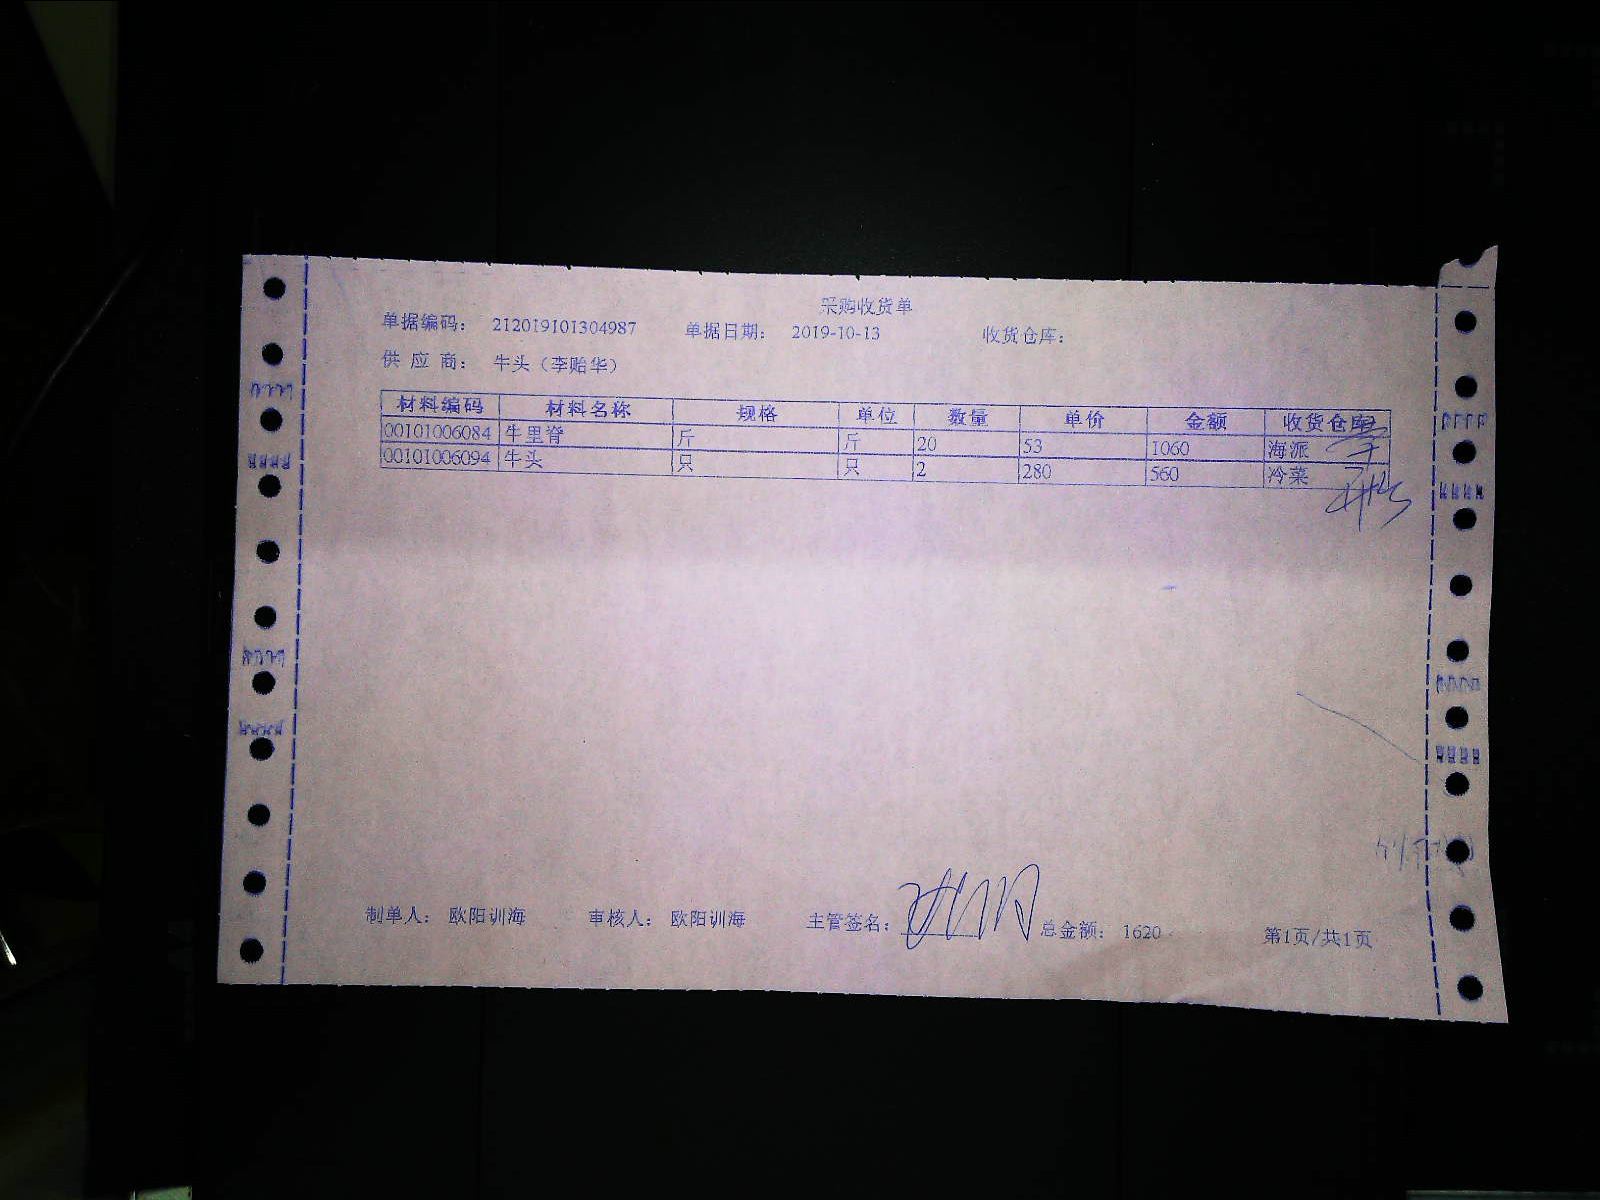 采购收货单
单据编码： 212019101304987 单据日期： 2019-10-13 收货仓库：
供 应 商： 牛头（李贻华）
材料编码 材料名称 规格 单位 数量 单价 金额 收货仓库
00101006084 牛里脊 斤 斤 20 53 1060 海派
00101006094 牛头 只 只 2 280 560 冷菜
制单人： 欧阳训海 审核人： 欧阳训海 主管签名： 总金额： 1620 第1页/共1页